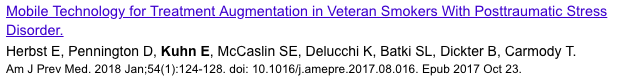 Mobile Technology for Treatment Augmentation in Veteran Smokers With Posttraumatic Stress
Disorder.
Herbst E, Pennington D, Kuhn E, McCaslin SE, Delucchi K, Batki SL, Dickter B, Carmody T.
Am J Prev Med. 2018 Jan;54(1):124-128. doi: 10.1016/j.amepre.2017.08.016. Epub 2017 Oct 23.